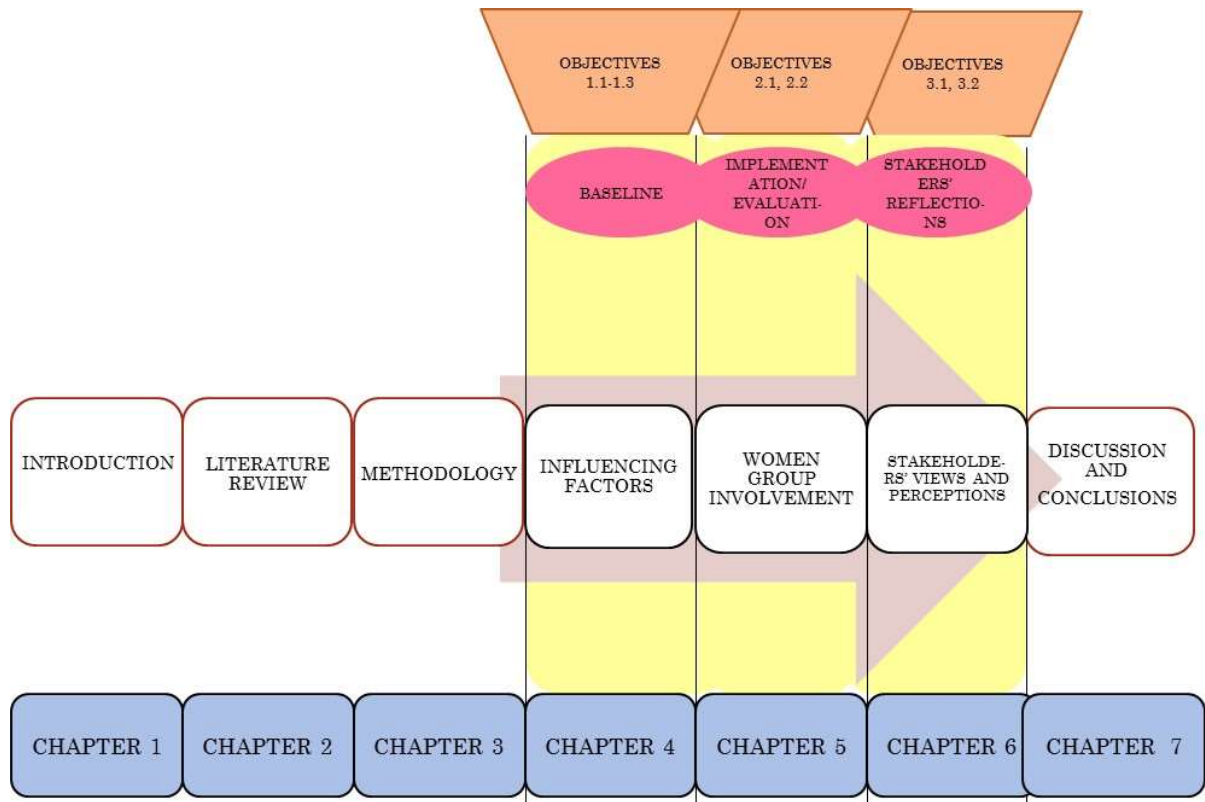 OBJECTIVES
1.1-1.3
OBJECTIVES
2.1, 2.2
OBJECTIVES
3.1, 3.2
BASELINE
IMPLEMENT
ATION/
EVALUATI-
ON
STAKEHOLD
ERS'
REFLECTIO-
NS
INTRODUCTION
LITERATURE
REVIEW
METHODOLOGY
INFLUENCING
FACTORS
WOMEN
GROUP
INVOLVEMENT
STAKEHOLDE-
RS' VIEWS AND
PERCEPTIONS
DISCUSSION
AND
CONCLUSIONS
CHAPTER 1
CHAPTER 2
CHAPTER 3
CHAPTER 4
CHAPTER 5
CHAPTER 6
CHAPTER 7